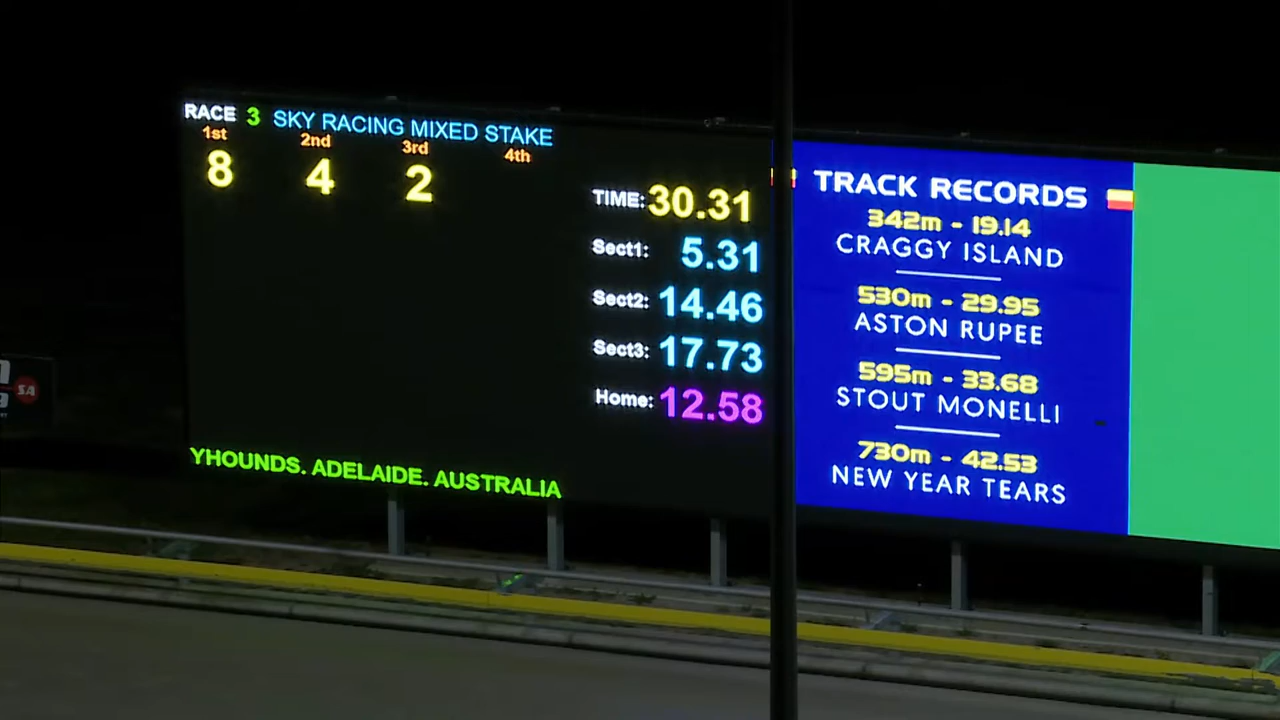 RACE 3 SKY RACING MIXED STAKE
1st 2nd 3rd 4th
8 4 2
TIME: 30.31
Sect1: 5.31
Sect2: 14.46
Sect3: 17.73
Home: 12.58
YHOUNDS. ADELAIDE. AUSTRALIA
TRACK RECORDS
342m - 19.14
CRAGGY ISLAND
530m - 29.95
ASTON RUPEE
595m - 33.68
STOUT MONELLI
730m - 42.53
NEW YEAR TEARS
SA